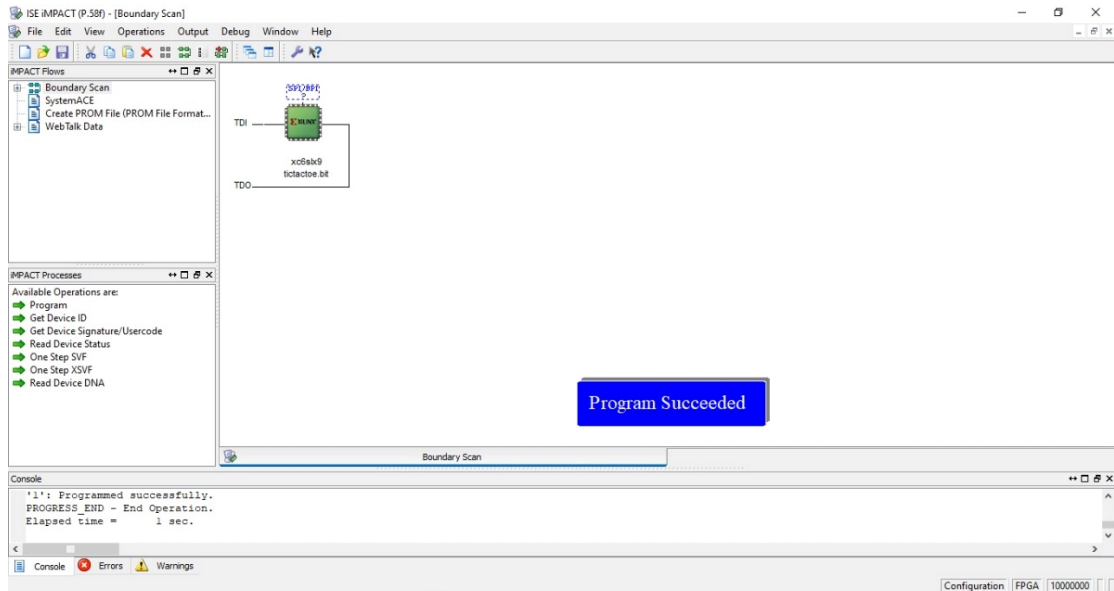 ISE iMPACT (P.58f) - [Boundary Scan]
File Edit View Operations Output Debug Window Help
iMPACT Flows
Boundary Scan
SystemACE
Create PROM File (PROM File Format...
WebTalk Data
SPI/BPI
?
TDI
XILINX
xc6slx9
tictactoe.bit
TDO
iMPACT Processes
Available Operations are:
Program
Get Device ID
Get Device Signature/Usercode
Read Device Status
One Step SVF
One Step XSVF
Read Device DNA
Program Succeeded
Boundary Scan
Console
'1': Programmed successfully.
PROGRESS_END - End Operation.
Elapsed time = 1 sec.
Console Errors Warnings
Configuration FPGA 10000000